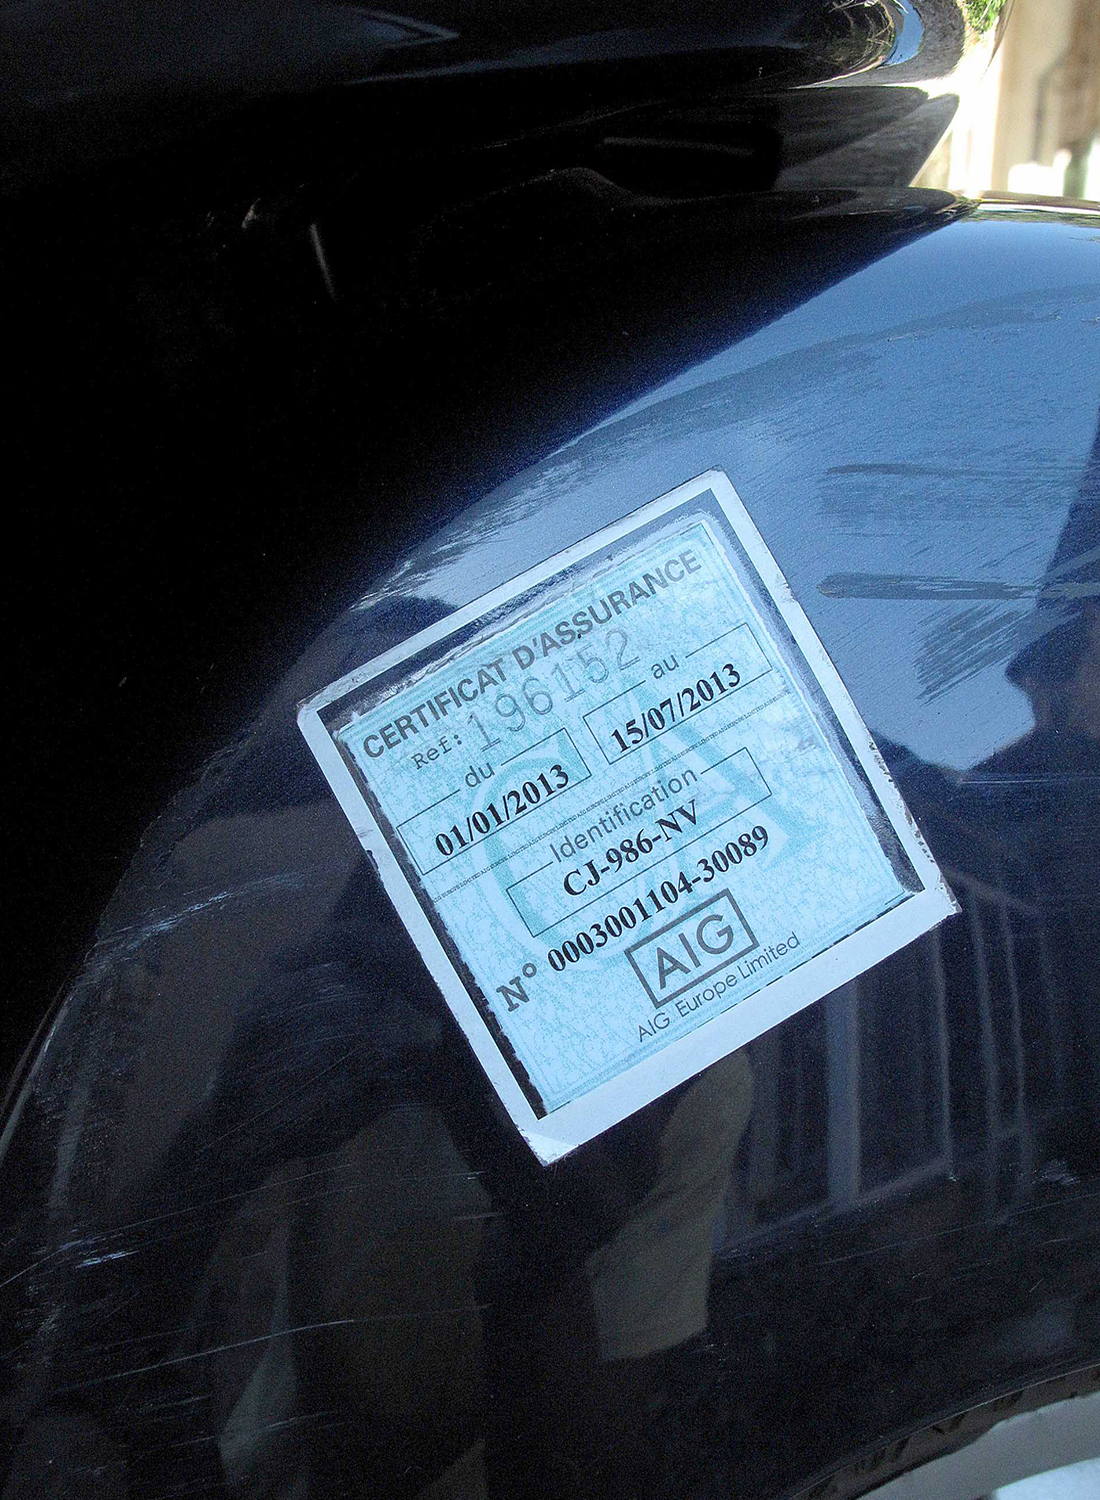 CERTIFICAT D'ASSURANCE
Ref: 196152
du au
01/01/2013 15/07/2013
Identification
CJ-986-NV
N° 0003001104-30089
AIG
AIG Europe Limited